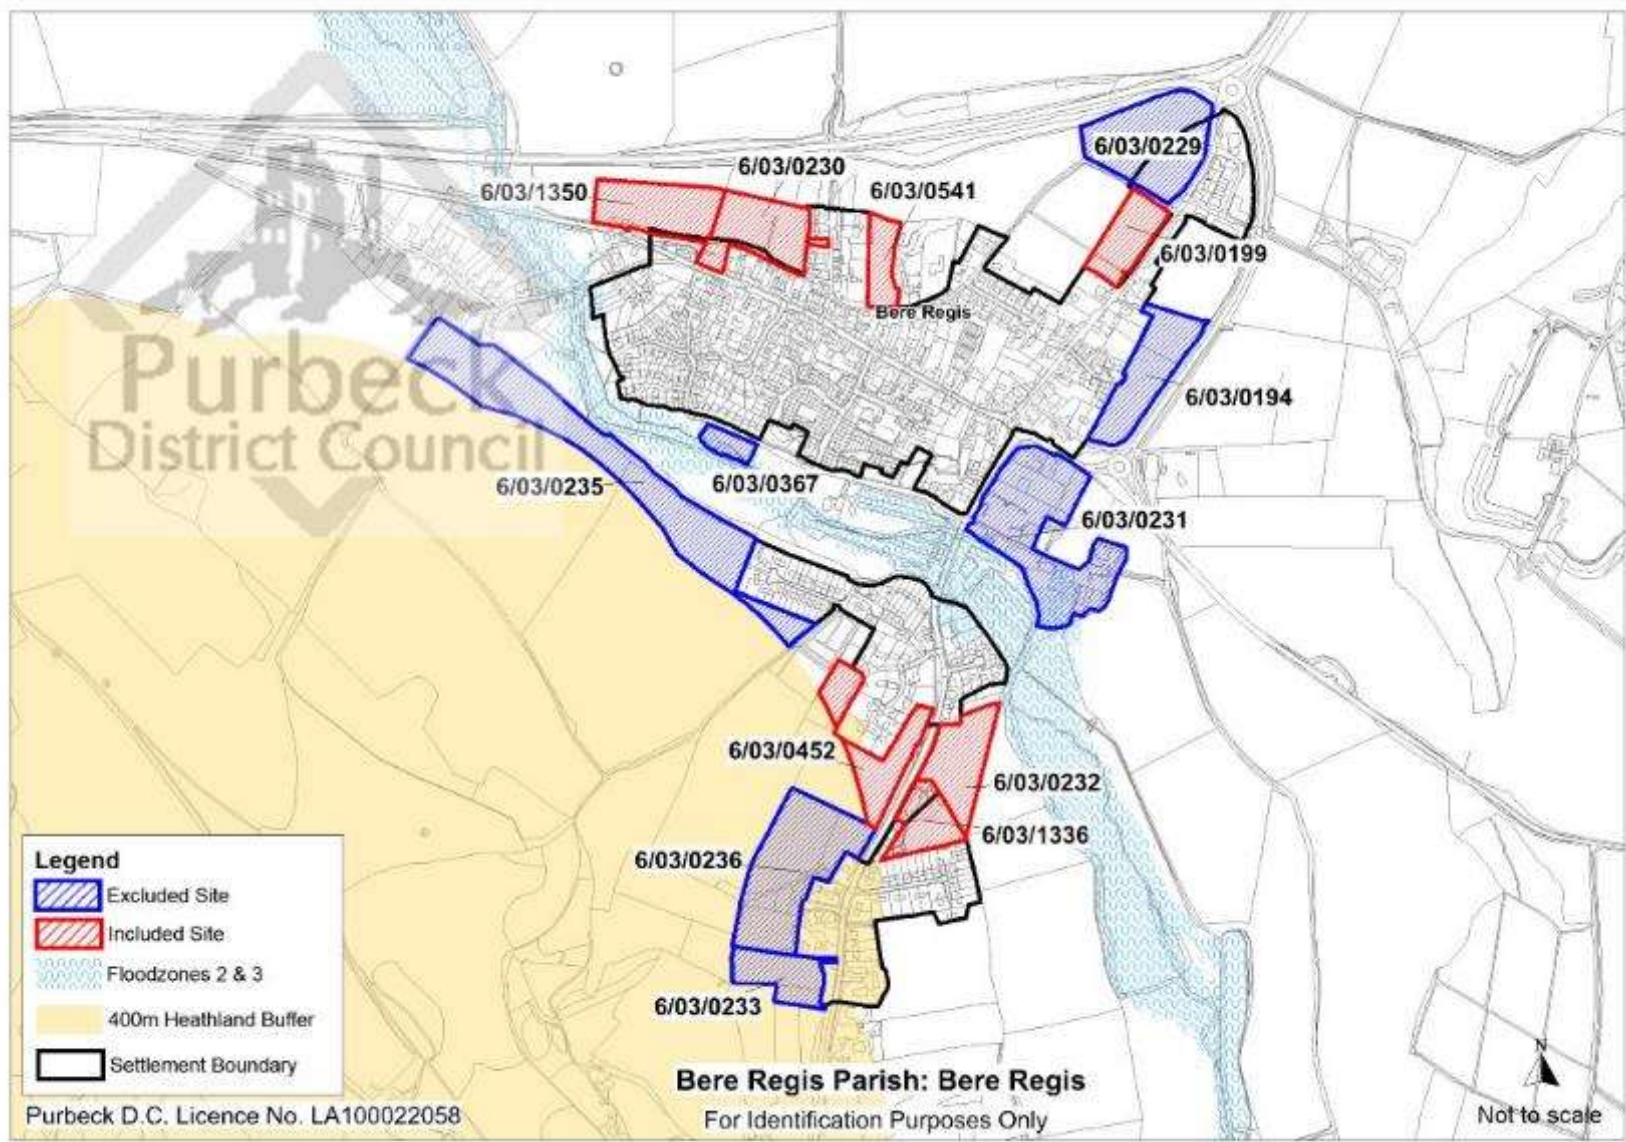 6/03/0229
6/03/0230
6/03/1350
6/03/0541
6/03/0199
Bere Regis
Purbeck
District Council
6/03/0194
6/03/0235
6/03/0367
6/03/0231
6/03/0452
6/03/0232
6/03/1336
6/03/0236
6/03/0233
Legend
Excluded Site
Included Site
Floodzones 2 & 3
400m Heathland Buffer
Settlement Boundary
Bere Regis Parish: Bere Regis
For Identification Purposes Only
Purbeck D.C. Licence No. LA100022058
N
Not to scale